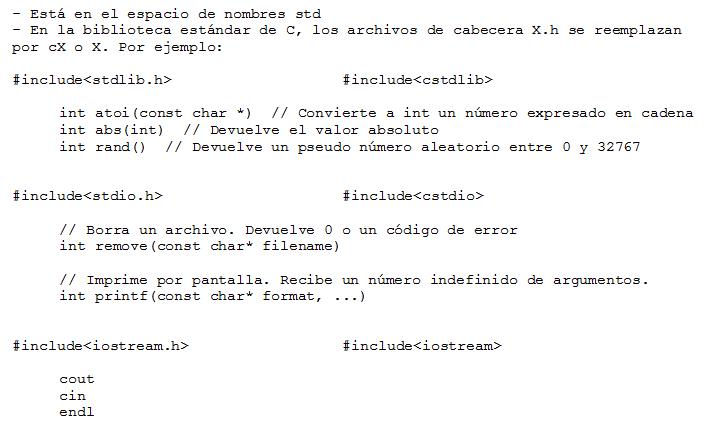 - Está en el espacio de nombres std
- En la biblioteca estándar de C, los archivos de cabecera X.h se reemplazan
por cX o X. Por ejemplo:
#include<stdlib.h> #include<cstdlib>
int atoi(const char *) // Convierte a int un número expresado en cadena
int abs(int) // Devuelve el valor absoluto
int rand() // Devuelve un pseudo número aleatorio entre 0 y 32767
#include<stdio.h> #include<cstdio>
// Borra un archivo. Devuelve 0 o un código de error
int remove(const char* filename)
// Imprime por pantalla. Recibe un número indefinido de argumentos.
int printf(const char* format, ...)
#include<iostream.h> #include<iostream>
cout
cin
endl